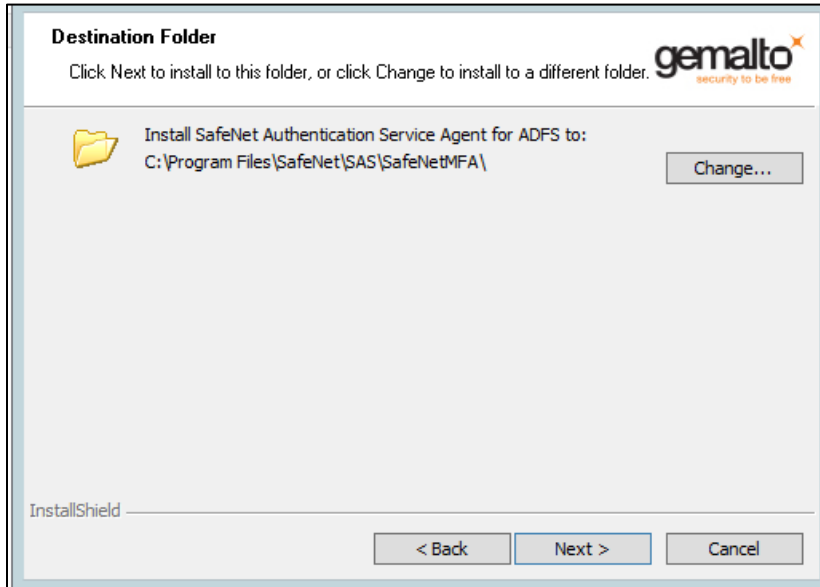 Destination Folder
Click Next to install to this folder, or click Change to install to a different folder.
gemalto
security to be free
Install SafeNet Authentication Service Agent for ADFS to:
C:\Program Files\SafeNet\SAS\SafeNetMFA\
Change...
InstallShield
< Back
Next >
Cancel